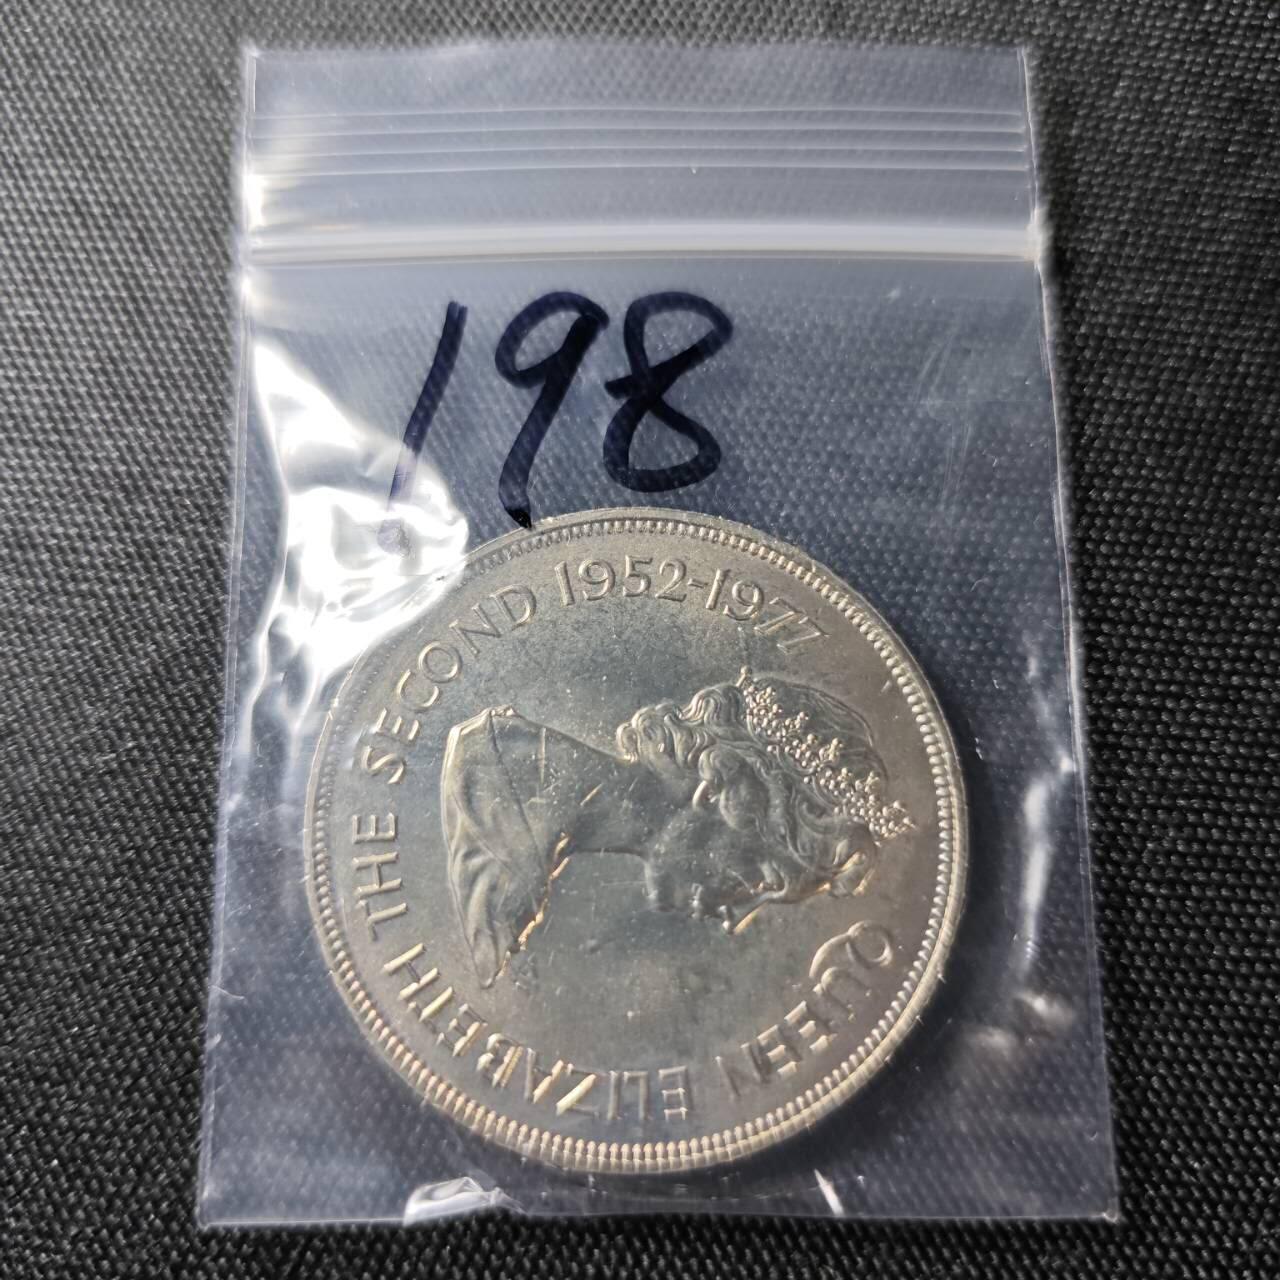 198
QUEEN ELIZABETH THE SECOND 1952-1977